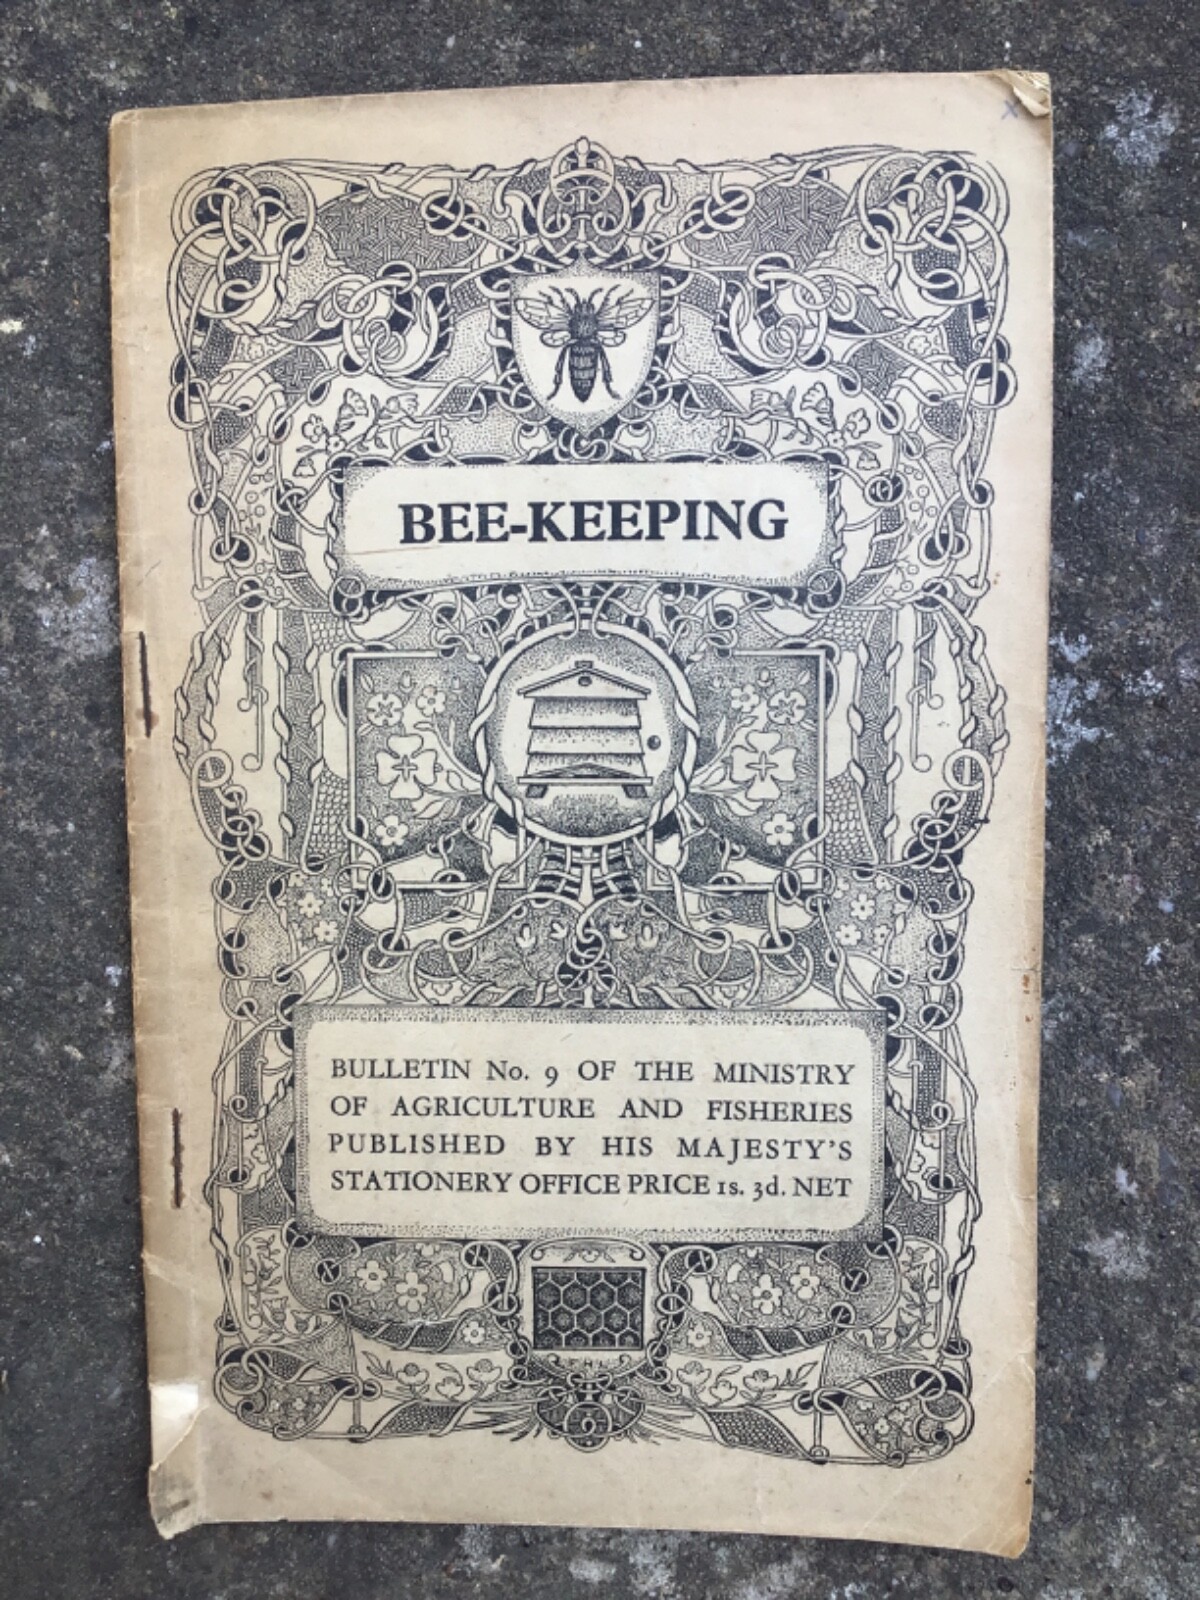 BEE-KEEPING
BULLETIN No. 9 OF THE MINISTRY
OF AGRICULTURE AND FISHERIES
PUBLISHED BY HIS MAJESTY'S
STATIONERY OFFICE PRICE 1s. 3d. NET